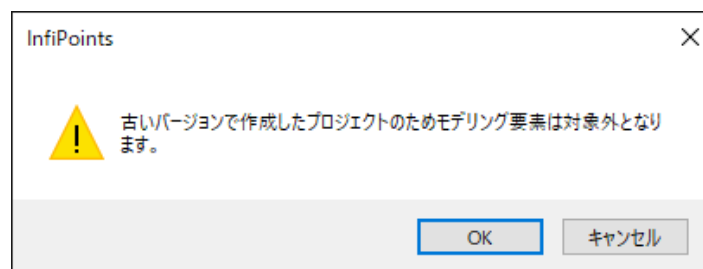 InfiPoints
古いバージョンで作成したプロジェクトのためモデリング要素は対象外となり
ます。
OK
キャンセル